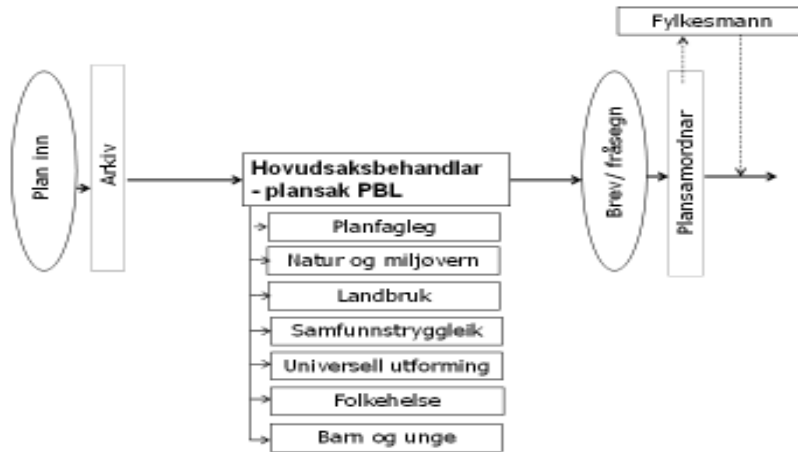 Fylkesmann
Plan inn
Arkiv
Hovudsaksbehandlar
- plansak PBL
Planfagleg
Natur og miljøvern
Landbruk
Samfunnstryggleik
Universell utforming
Folkehelse
Barn og unge
Brev/ fråsegn
Plansamordnar